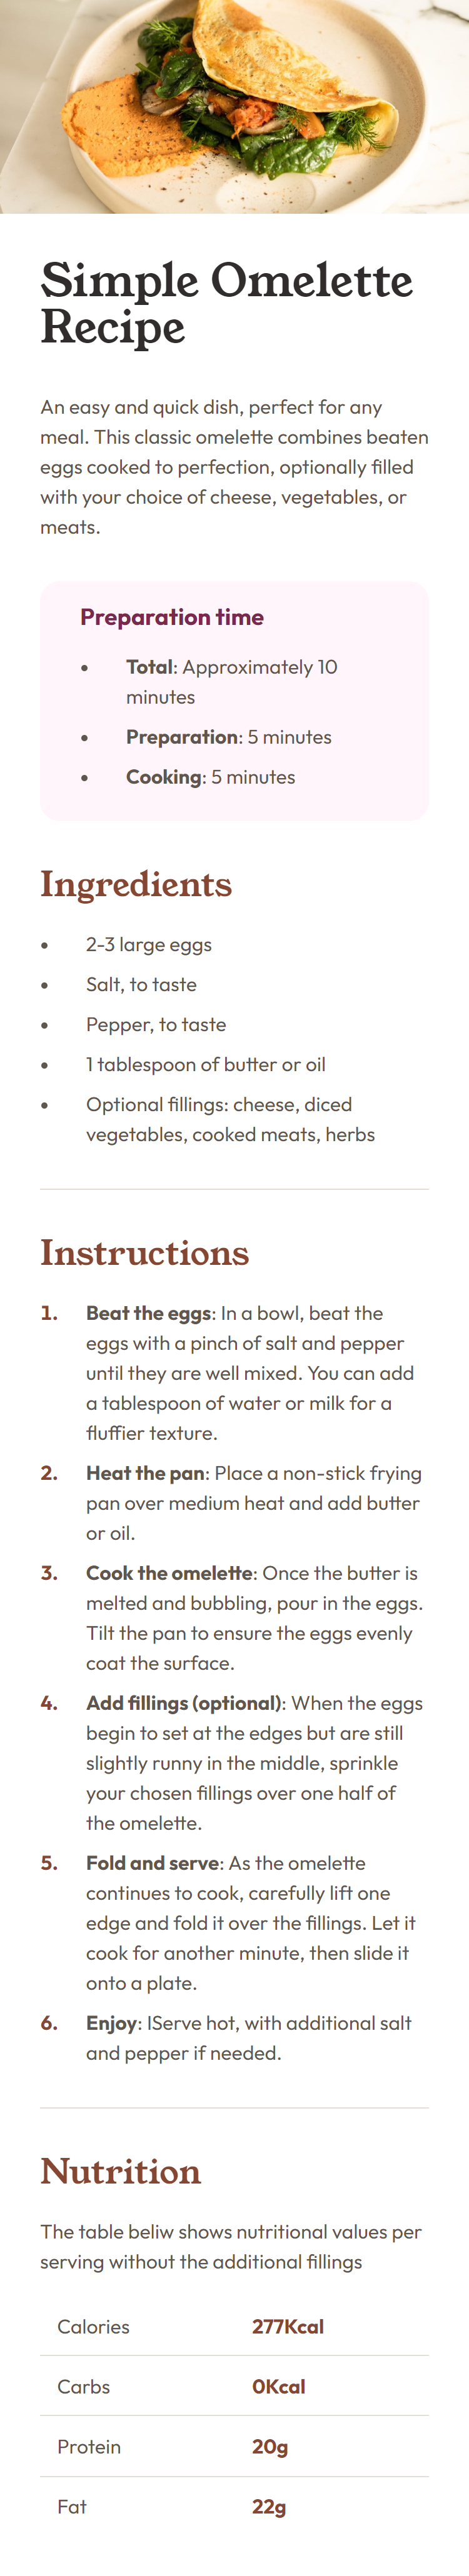 Simple Omelette
Recipe
An easy and quick dish, perfect for any
meal. This classic omelette combines beaten
eggs cooked to perfection, optionally filled
with your choice of cheese, vegetables, or
meats.
Preparation time
• Total: Approximately 10
minutes
• Preparation: 5 minutes
• Cooking: 5 minutes
Ingredients
• 2-3 large eggs
• Salt, to taste
• Pepper, to taste
• 1 tablespoon of butter or oil
• Optional fillings: cheese, diced
vegetables, cooked meats, herbs
Instructions
1. Beat the eggs: In a bowl, beat the
eggs with a pinch of salt and pepper
until they are well mixed. You can add
a tablespoon of water or milk for a
fluffier texture.
2. Heat the pan: Place a non-stick frying
pan over medium heat and add butter
or oil.
3. Cook the omelette: Once the butter is
melted and bubbling, pour in the eggs.
Tilt the pan to ensure the eggs evenly
coat the surface.
4. Add fillings (optional): When the eggs
begin to set at the edges but are still
slightly runny in the middle, sprinkle
your chosen fillings over one half of
the omelette.
5. Fold and serve: As the omelette
continues to cook, carefully lift one
edge and fold it over the fillings. Let it
cook for another minute, then slide it
onto a plate.
6. Enjoy: IServe hot, with additional salt
and pepper if needed.
Nutrition
The table beliw shows nutritional values per
serving without the additional fillings
Calories 277Kcal
Carbs 0Kcal
Protein 20g
Fat 22g